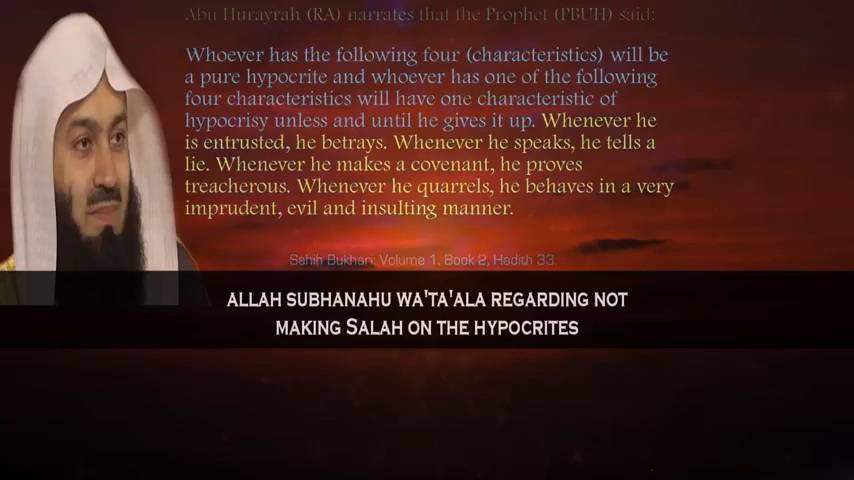 Abu Hurayrah (RA) narrates that the Prophet (PBUH) said:
Whoever has the following four (characteristics) will be
a pure hypocrite and whoever has one of the following
four characteristics will have one characteristic of
hypocrisy unless and until he gives it up. Whenever he
is entrusted, he betrays. Whenever he speaks, he tells a
lie. Whenever he makes a covenant, he proves
treacherous. Whenever he quarrels, he behaves in a very
imprudent, evil and insulting manner.
Sahih Bukhari: Volume 1, Book 2, Hadith 33.
ALLAH SUBHANAHU WA'TA'ALA REGARDING NOT
MAKING SALAH ON THE HYPOCRITES